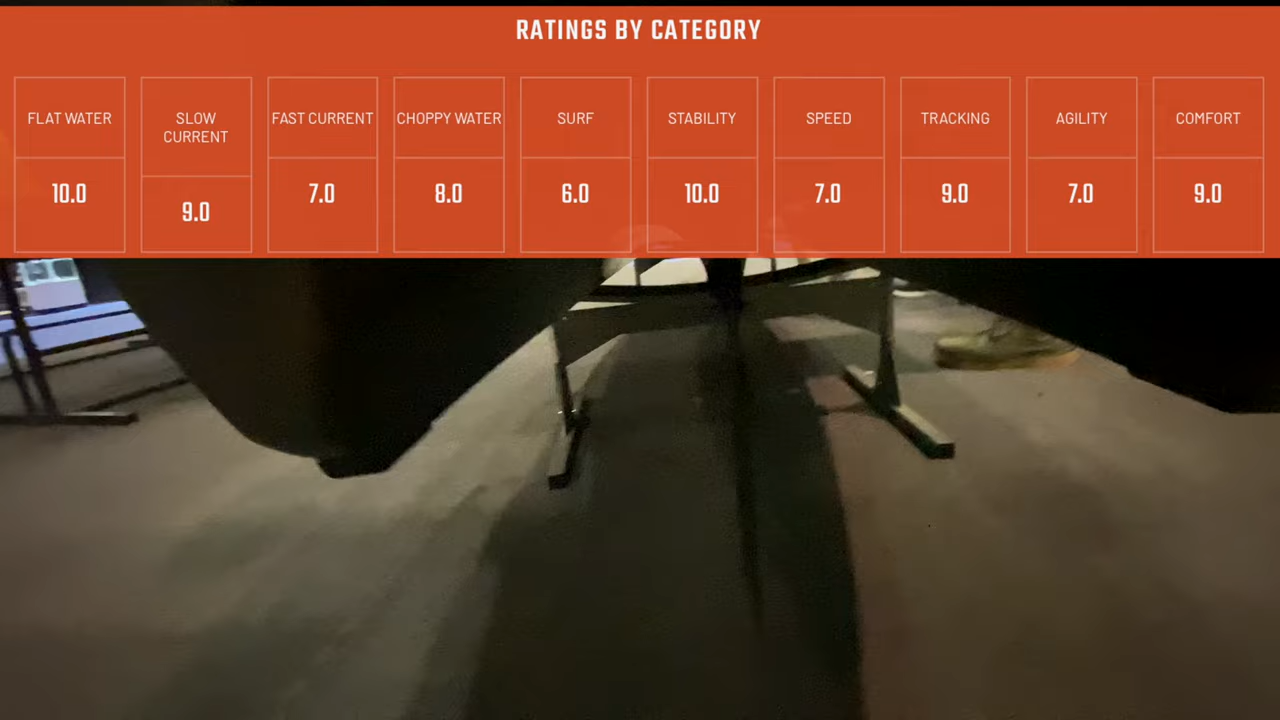 RATINGS BY CATEGORY
FLAT WATER
10.0
SLOW
CURRENT
9.0
FAST CURRENT
7.0
CHOPPY WATER
8.0
SURF
6.0
STABILITY
10.0
SPEED
7.0
TRACKING
9.0
AGILITY
7.0
COMFORT
9.0